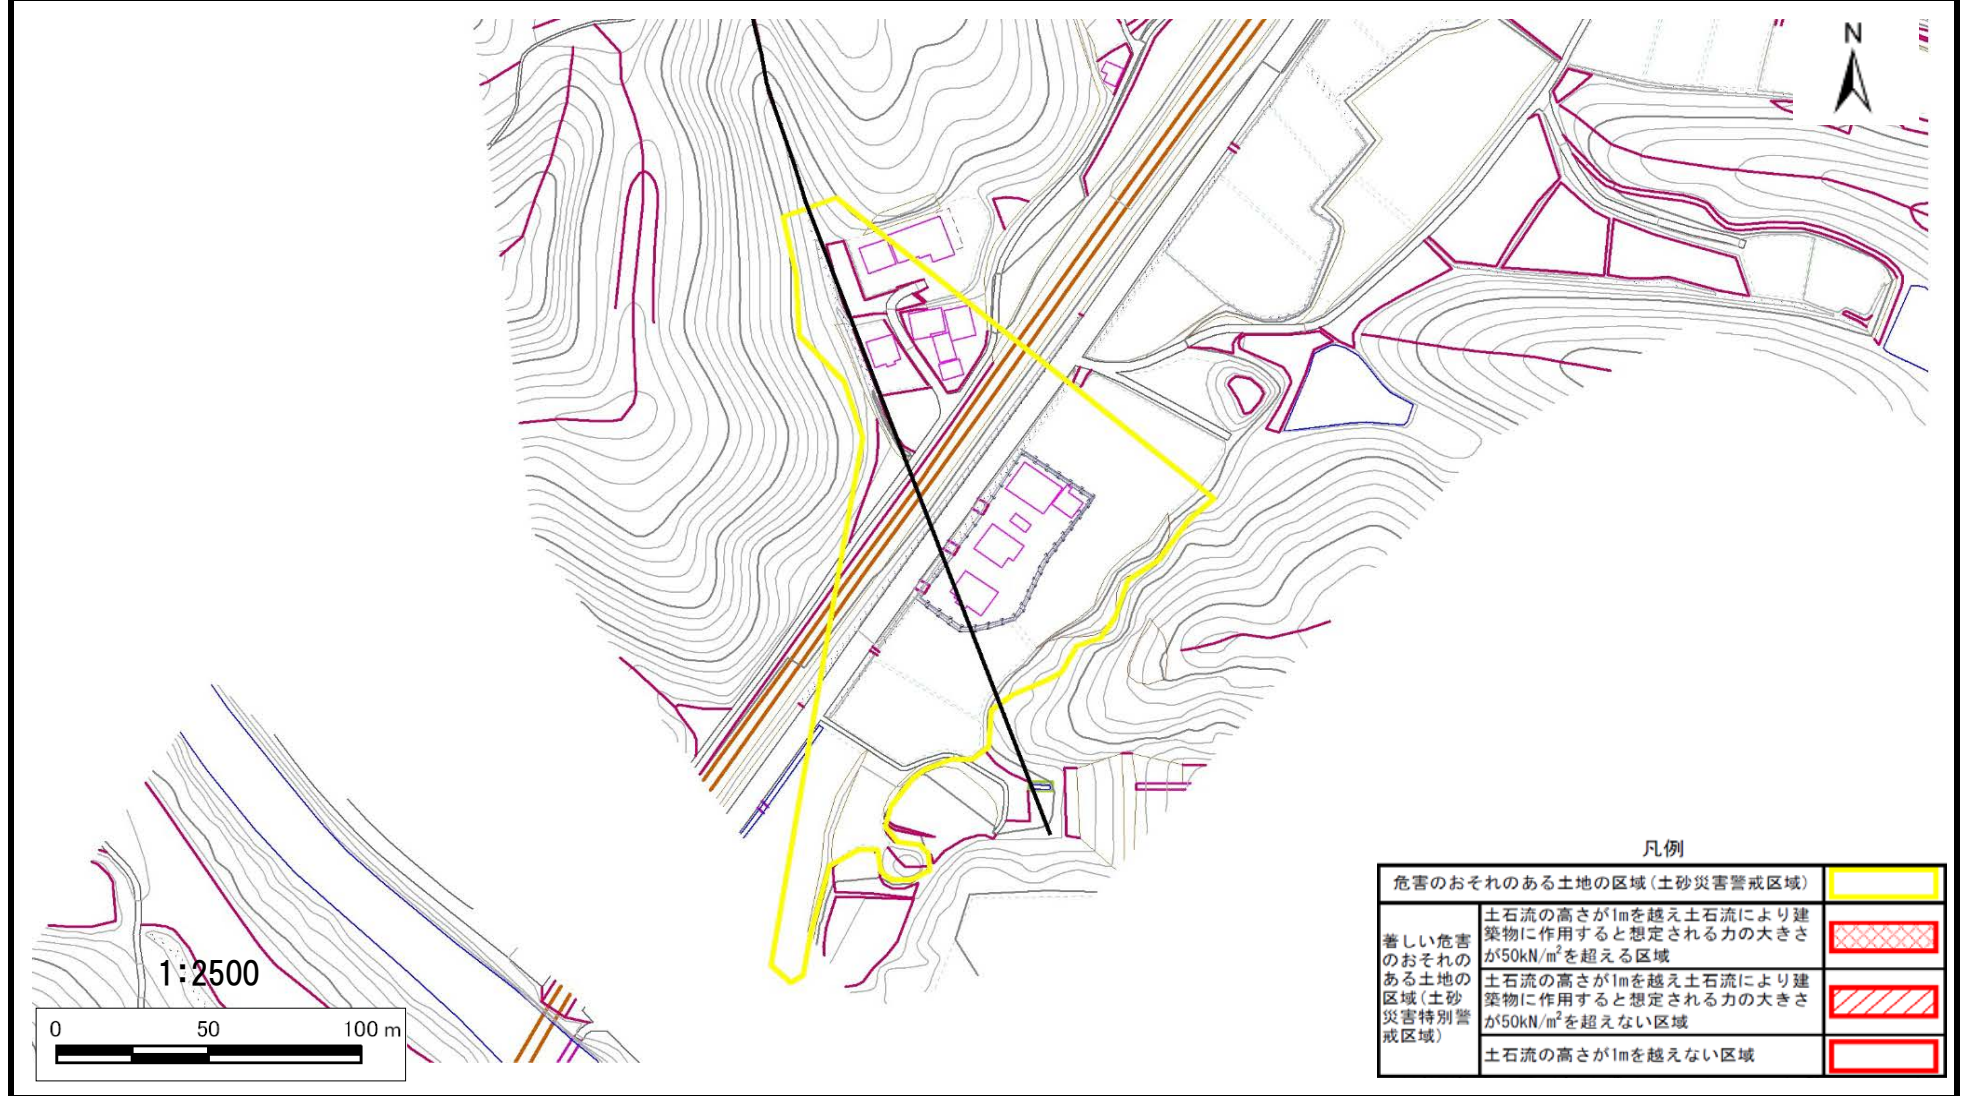 N
凡例
危害のおそれのある土地の区域(土砂災害警戒区域)
著しい危害
のおそれの
ある土地の
区域(土砂
災害特別警
戒区域)
土石流の高さが1mを越え土石流により建
築物に作用すると想定される力の大きさ
が50kN/㎡を超える区域
土石流の高さが1mを越え土石流により建
築物に作用すると想定される力の大きさ
が50kN/㎡を超えない区域
土石流の高さが1mを越えない区域
1:2500
0 50 100 m